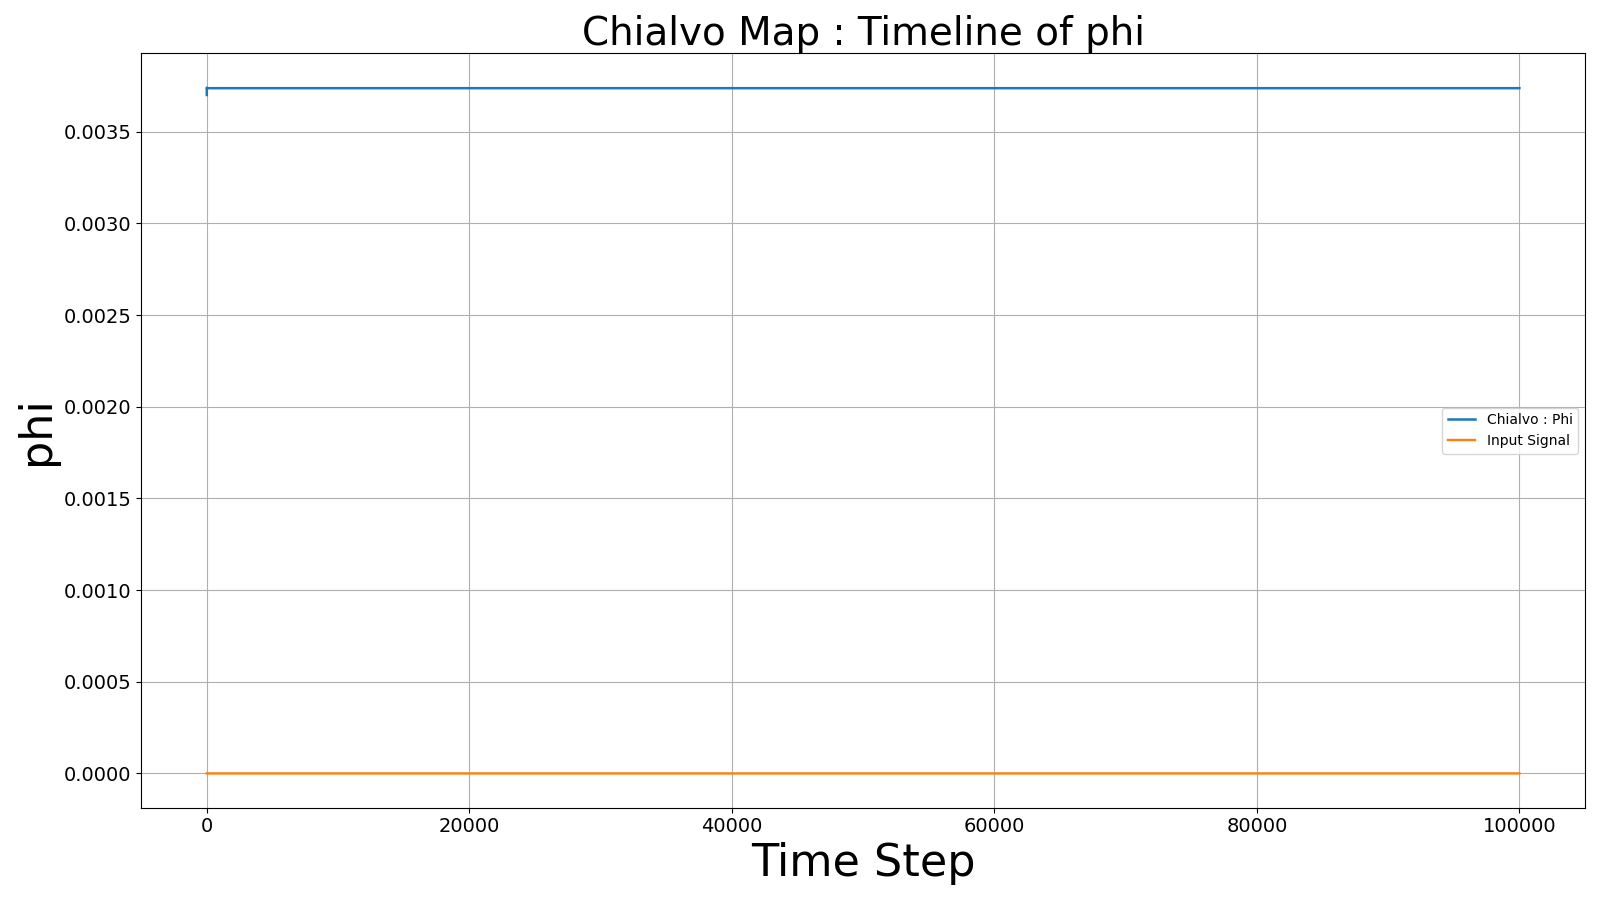 Chialvo Map : Timeline of phi
phi
0.0035
0.0030
0.0025
0.0020
0.0015
0.0010
0.0005
0.0000
Chialvo : Phi
Input Signal
0 20000 40000 60000 80000 100000
Time Step